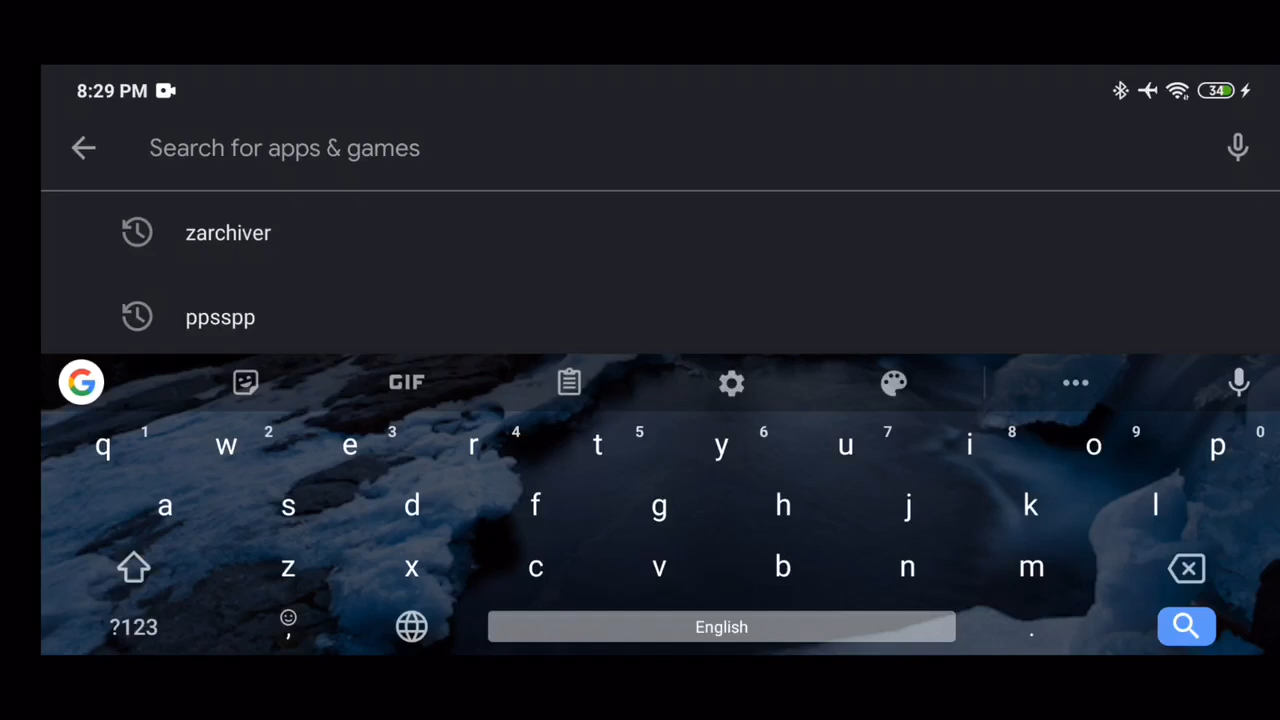 8:29 PM 34
Search for apps & games
zarchiver
ppsspp
G GIF
q 1 w 2 e 3 r 4 t 5 y 6 u 7 i 8 o 9 p 0
a s d f g h j k l
z x c v b n m
?123 , English .